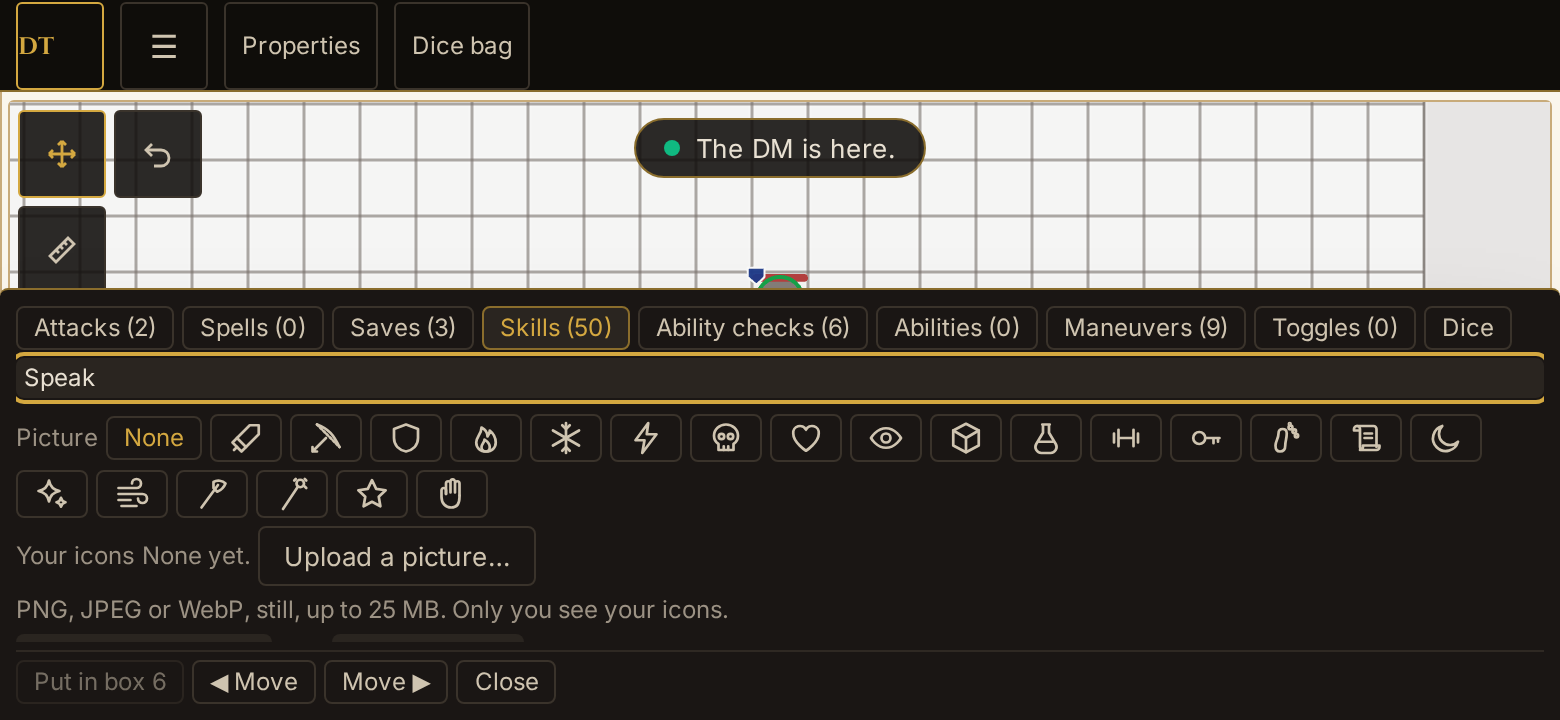 DT ☰ Properties Dice bag
The DM is here.
Attacks (2) Spells (0) Saves (3) Skills (50) Ability checks (6) Abilities (0) Maneuvers (9) Toggles (0) Dice
Speak
Picture None
Your icons None yet. Upload a picture...
PNG, JPEG or WebP, still, up to 25 MB. Only you see your icons.
Put in box 6 ◀ Move Move ▶ Close